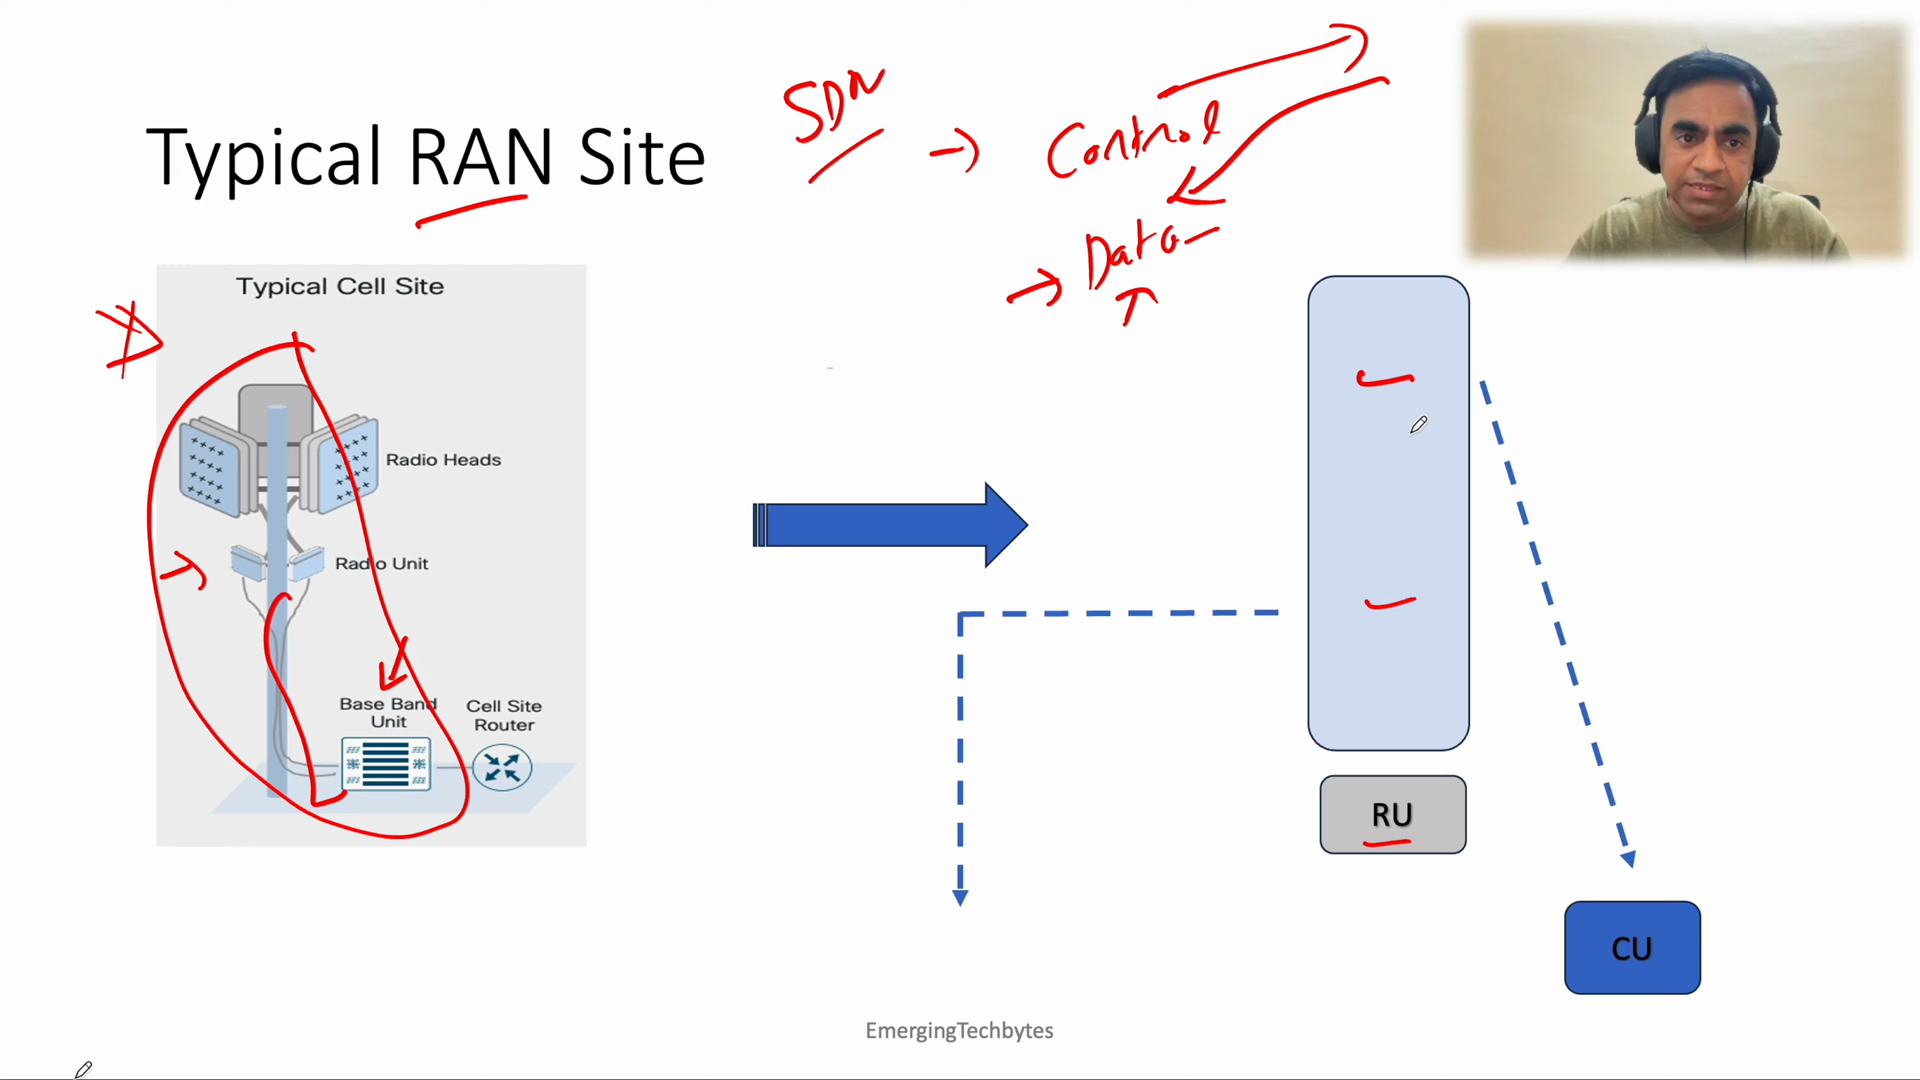 SDN
Control
Typical RAN Site
Data
Typical Cell Site
Radio Heads
Radio Unit
Base Band
Unit
Cell Site
Router
RU
CU
EmergingTechbytes